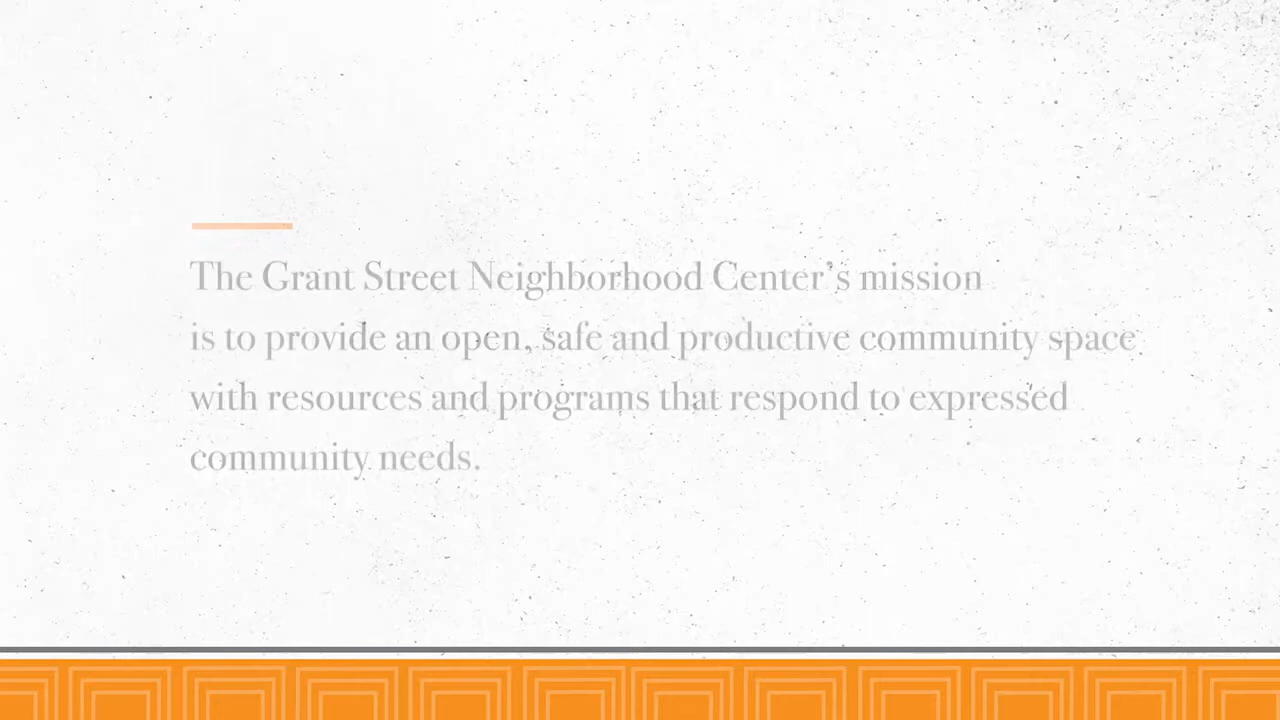 The Grant Street Neighborhood Center’s mission
is to provide an open, safe and productive community space
with resources and programs that respond to expressed
community needs.